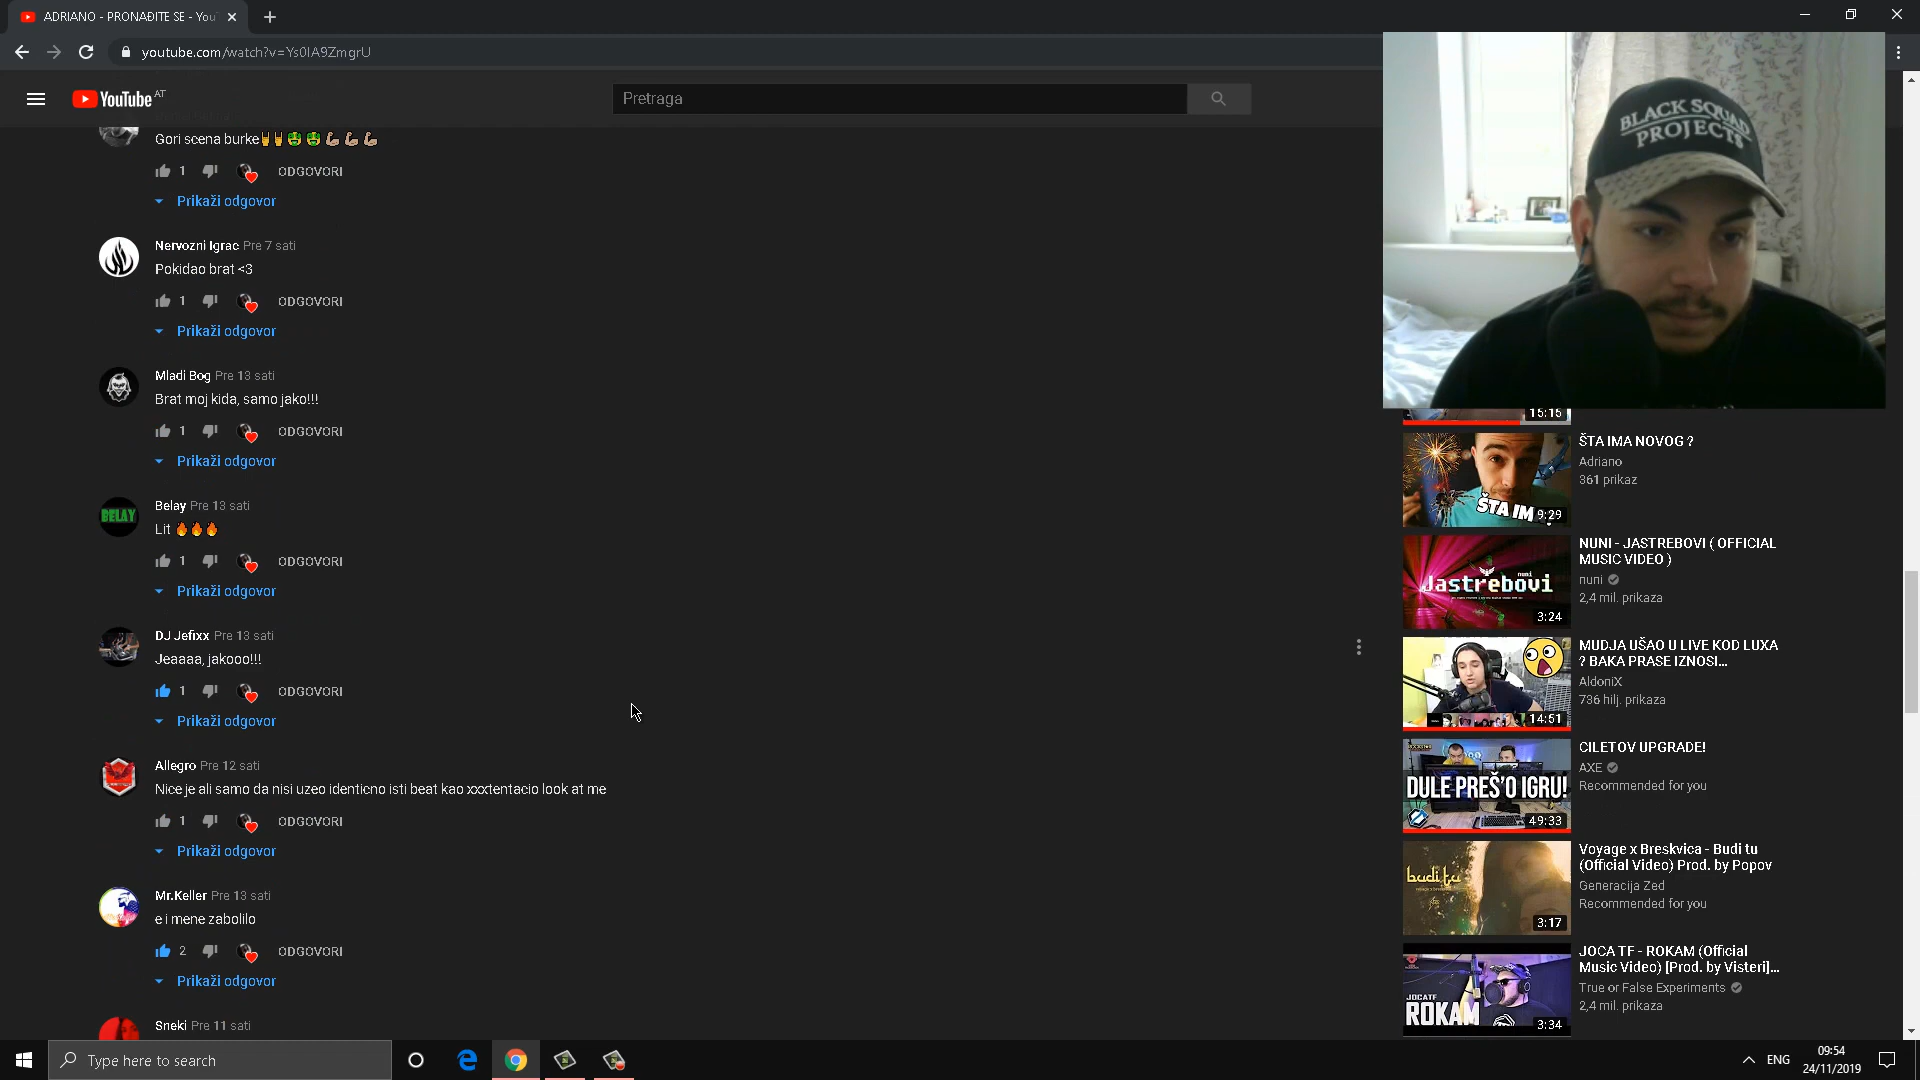 ADRIANO - PRONAĐITE SE - You
youtube.com/watch?v=Ys0IA9ZmgrU
YouTube AT
Pretraga
Gori scena burke
1 ODGOVORI
Prikaži odgovor
Nervozni Igrac Pre 7 sati
Pokidao brat <3
1 ODGOVORI
Prikaži odgovor
Mladi Bog Pre 13 sati
Brat moj kida, samo jako!!!
1 ODGOVORI
Prikaži odgovor
BELAY
Belay Pre 13 sati
Lit 🔥🔥🔥
1 ODGOVORI
Prikaži odgovor
DJ Jefixx Pre 13 sati
Jeaaaa, jakooo!!!
1 ODGOVORI
Prikaži odgovor
Allegro Pre 12 sati
Nice je ali samo da nisi uzeo identicno isti beat kao xxxtentacio look at me
1 ODGOVORI
Prikaži odgovor
Mr.Keller Pre 13 sati
e i mene zabolilo
2 ODGOVORI
Prikaži odgovor
Sneki Pre 11 sati
BLACK SQUAD
PROJECTS
15:15
ŠTA IM 9:29
ŠTA IMA NOVOG ?
Adriano
361 prikaz
nuni
Jastrebovi
3:24
NUNI - JASTREBOVI ( OFFICIAL
MUSIC VIDEO )
nuni
2,4 mil. prikaza
14:51
MUDJA UŠAO U LIVE KOD LUXA
? BAKA PRASE IZNOSI...
AldoniX
736 hilj. prikaza
DULE PREŠ'O IGRU!
49:33
CILETOV UPGRADE!
AXE
Recommended for you
budi tu
3:17
Voyage x Breskvica - Budi tu
(Official Video) Prod. by Popov
Generacija Zed
Recommended for you
JOCATF
ROKAM
3:34
JOCA TF - ROKAM (Official
Music Video) [Prod. by Visteri]...
True or False Experiments
2,4 mil. prikaza
Type here to search
ENG
09:54
24/11/2019